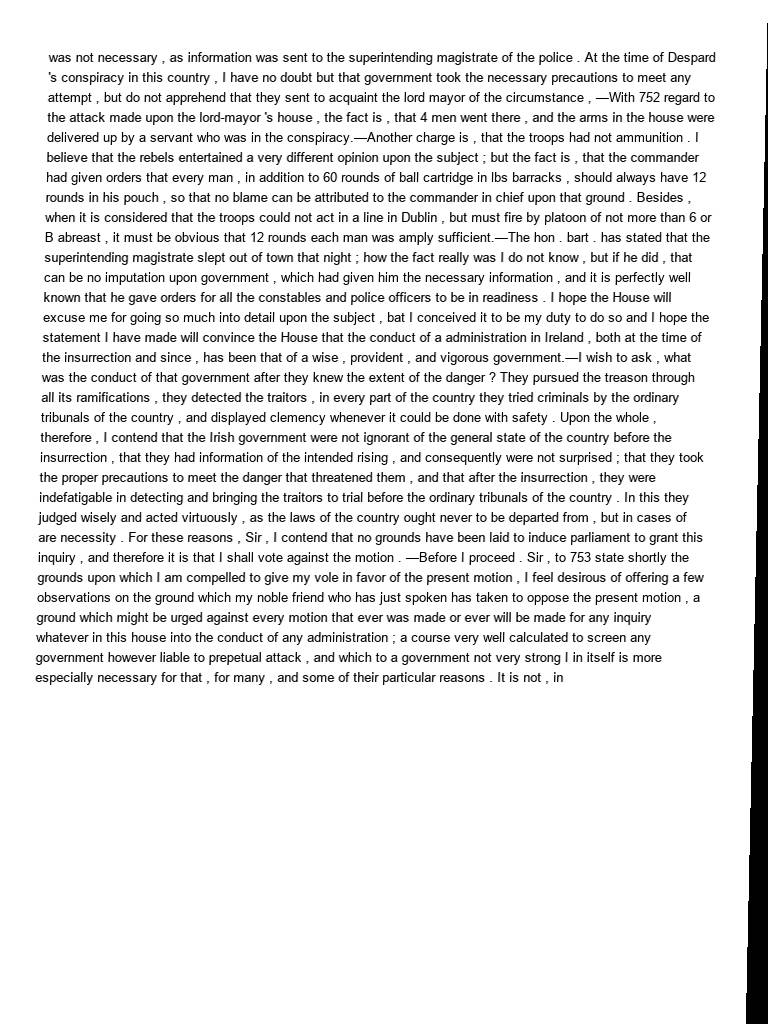 was not necessary , as information was sent to the superintending magistrate of the police . At the time of Despard
's conspiracy in this country , I have no doubt but that government took the necessary precautions to meet any
attempt , but do not apprehend that they sent to acquaint the lord mayor of the circumstance , —With 752 regard to
the attack made upon the lord-mayor 's house , the fact is , that 4 men went there , and the arms in the house were
delivered up by a servant who was in the conspiracy.—Another charge is , that the troops had not ammunition . I
believe that the rebels entertained a very different opinion upon the subject ; but the fact is , that the commander
had given orders that every man , in addition to 60 rounds of ball cartridge in lbs barracks , should always have 12
rounds in his pouch , so that no blame can be attributed to the commander in chief upon that ground . Besides ,
when it is considered that the troops could not act in a line in Dublin , but must fire by platoon of not more than 6 or
B abreast , it must be obvious that 12 rounds each man was amply sufficient.—The hon . bart . has stated that the
superintending magistrate slept out of town that night ; how the fact really was I do not know , but if he did , that
can be no imputation upon government , which had given him the necessary information , and it is perfectly well
known that he gave orders for all the constables and police officers to be in readiness . I hope the House will
excuse me for going so much into detail upon the subject , bat I conceived it to be my duty to do so and I hope the
statement I have made will convince the House that the conduct of a administration in Ireland , both at the time of
the insurrection and since , has been that of a wise , provident , and vigorous government.—I wish to ask , what
was the conduct of that government after they knew the extent of the danger ? They pursued the treason through
all its ramifications , they detected the traitors , in every part of the country they tried criminals by the ordinary
tribunals of the country , and displayed clemency whenever it could be done with safety . Upon the whole ,
therefore , I contend that the Irish government were not ignorant of the general state of the country before the
insurrection , that they had information of the intended rising , and consequently were not surprised ; that they took
the proper precautions to meet the danger that threatened them , and that after the insurrection , they were
indefatigable in detecting and bringing the traitors to trial before the ordinary tribunals of the country . In this they
judged wisely and acted virtuously , as the laws of the country ought never to be departed from , but in cases of
are necessity . For these reasons , Sir , I contend that no grounds have been laid to induce parliament to grant this
inquiry , and therefore it is that I shall vote against the motion . —Before I proceed . Sir , to 753 state shortly the
grounds upon which I am compelled to give my vole in favor of the present motion , I feel desirous of offering a few
observations on the ground which my noble friend who has just spoken has taken to oppose the present motion , a
ground which might be urged against every motion that ever was made or ever will be made for any inquiry
whatever in this house into the conduct of any administration ; a course very well calculated to screen any
government however liable to prepetual attack , and which to a government not very strong I in itself is more
especially necessary for that , for many , and some of their particular reasons . It is not , in